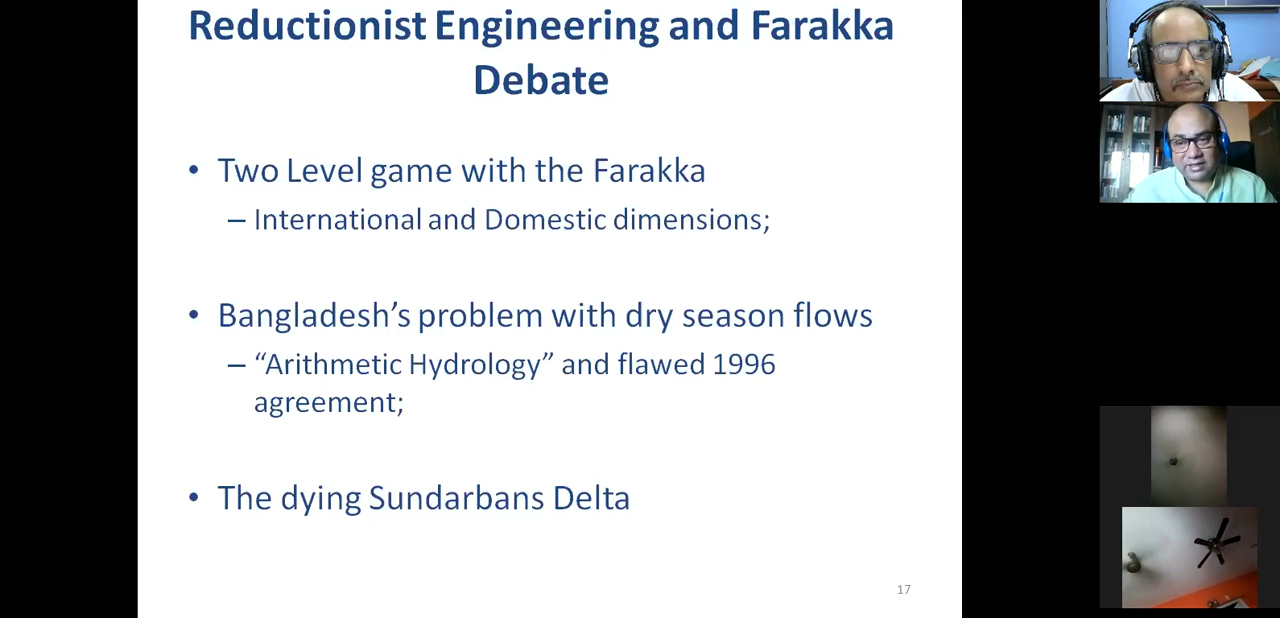 Reductionist Engineering and Farakka
Debate
• Two Level game with the Farakka
– International and Domestic dimensions;
• Bangladesh’s problem with dry season flows
– “Arithmetic Hydrology” and flawed 1996
agreement;
• The dying Sundarbans Delta
17